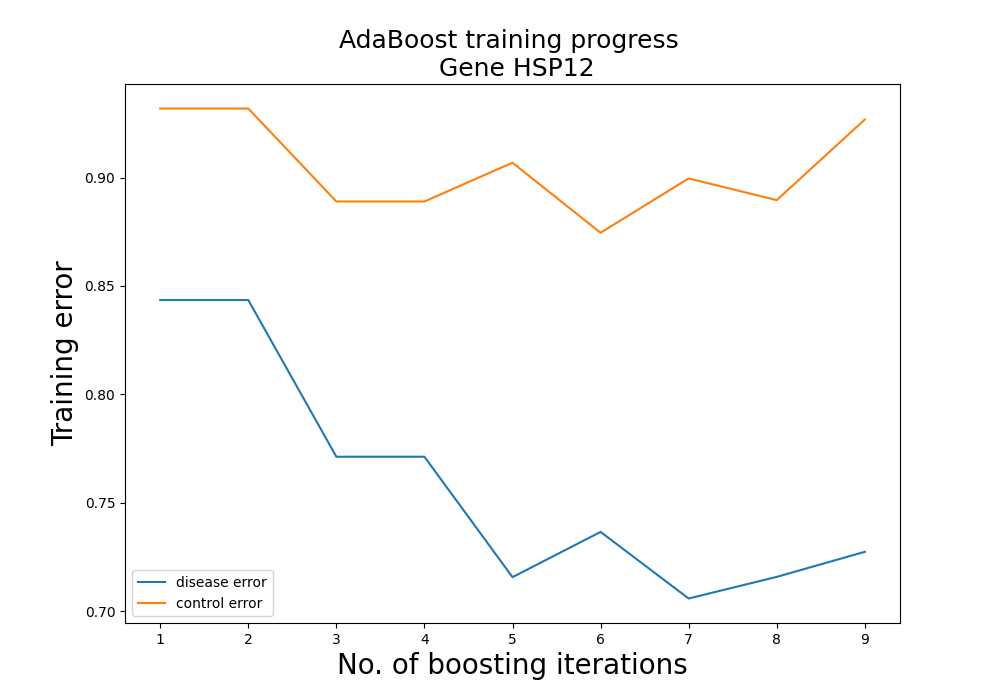 AdaBoost training progress
Gene HSP12
Training error
0.90
0.85
0.80
0.75
0.70
disease error
control error
1 2 3 4 5 6 7 8 9
No. of boosting iterations